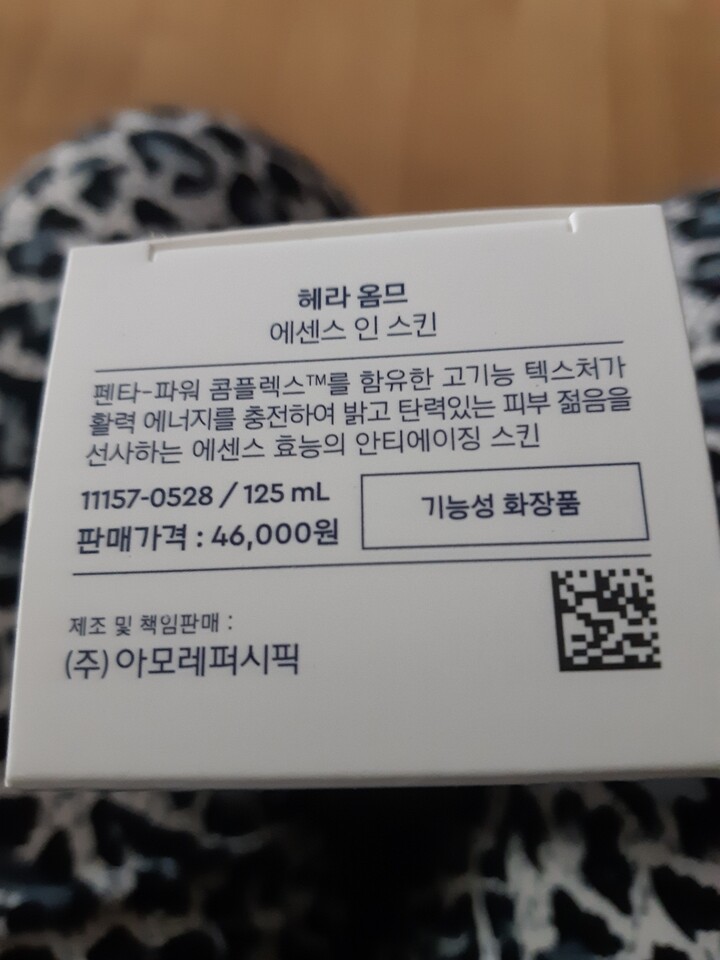 헤라 옴므
에센스 인 스킨
펜타-파워 콤플렉스™를 함유한 고기능 텍스처가
활력 에너지를 충전하여 밝고 탄력있는 피부 젊음을
선사하는 에센스 효능의 안티에이징 스킨
11157-0528 / 125 mL
판매가격 : 46,000원
기능성 화장품
제조 및 책임판매 :
(주)아모레퍼시픽